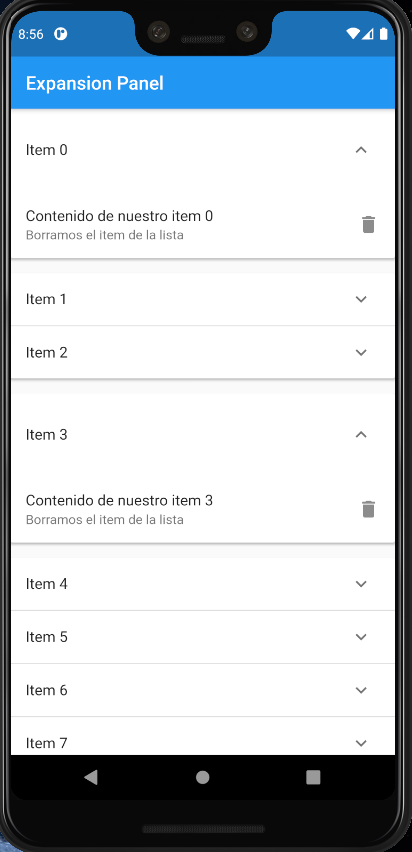 8:56
Expansion Panel
Item 0
Contenido de nuestro item 0
Borramos el item de la lista
Item 1
Item 2
Item 3
Contenido de nuestro item 3
Borramos el item de la lista
Item 4
Item 5
Item 6
Item 7